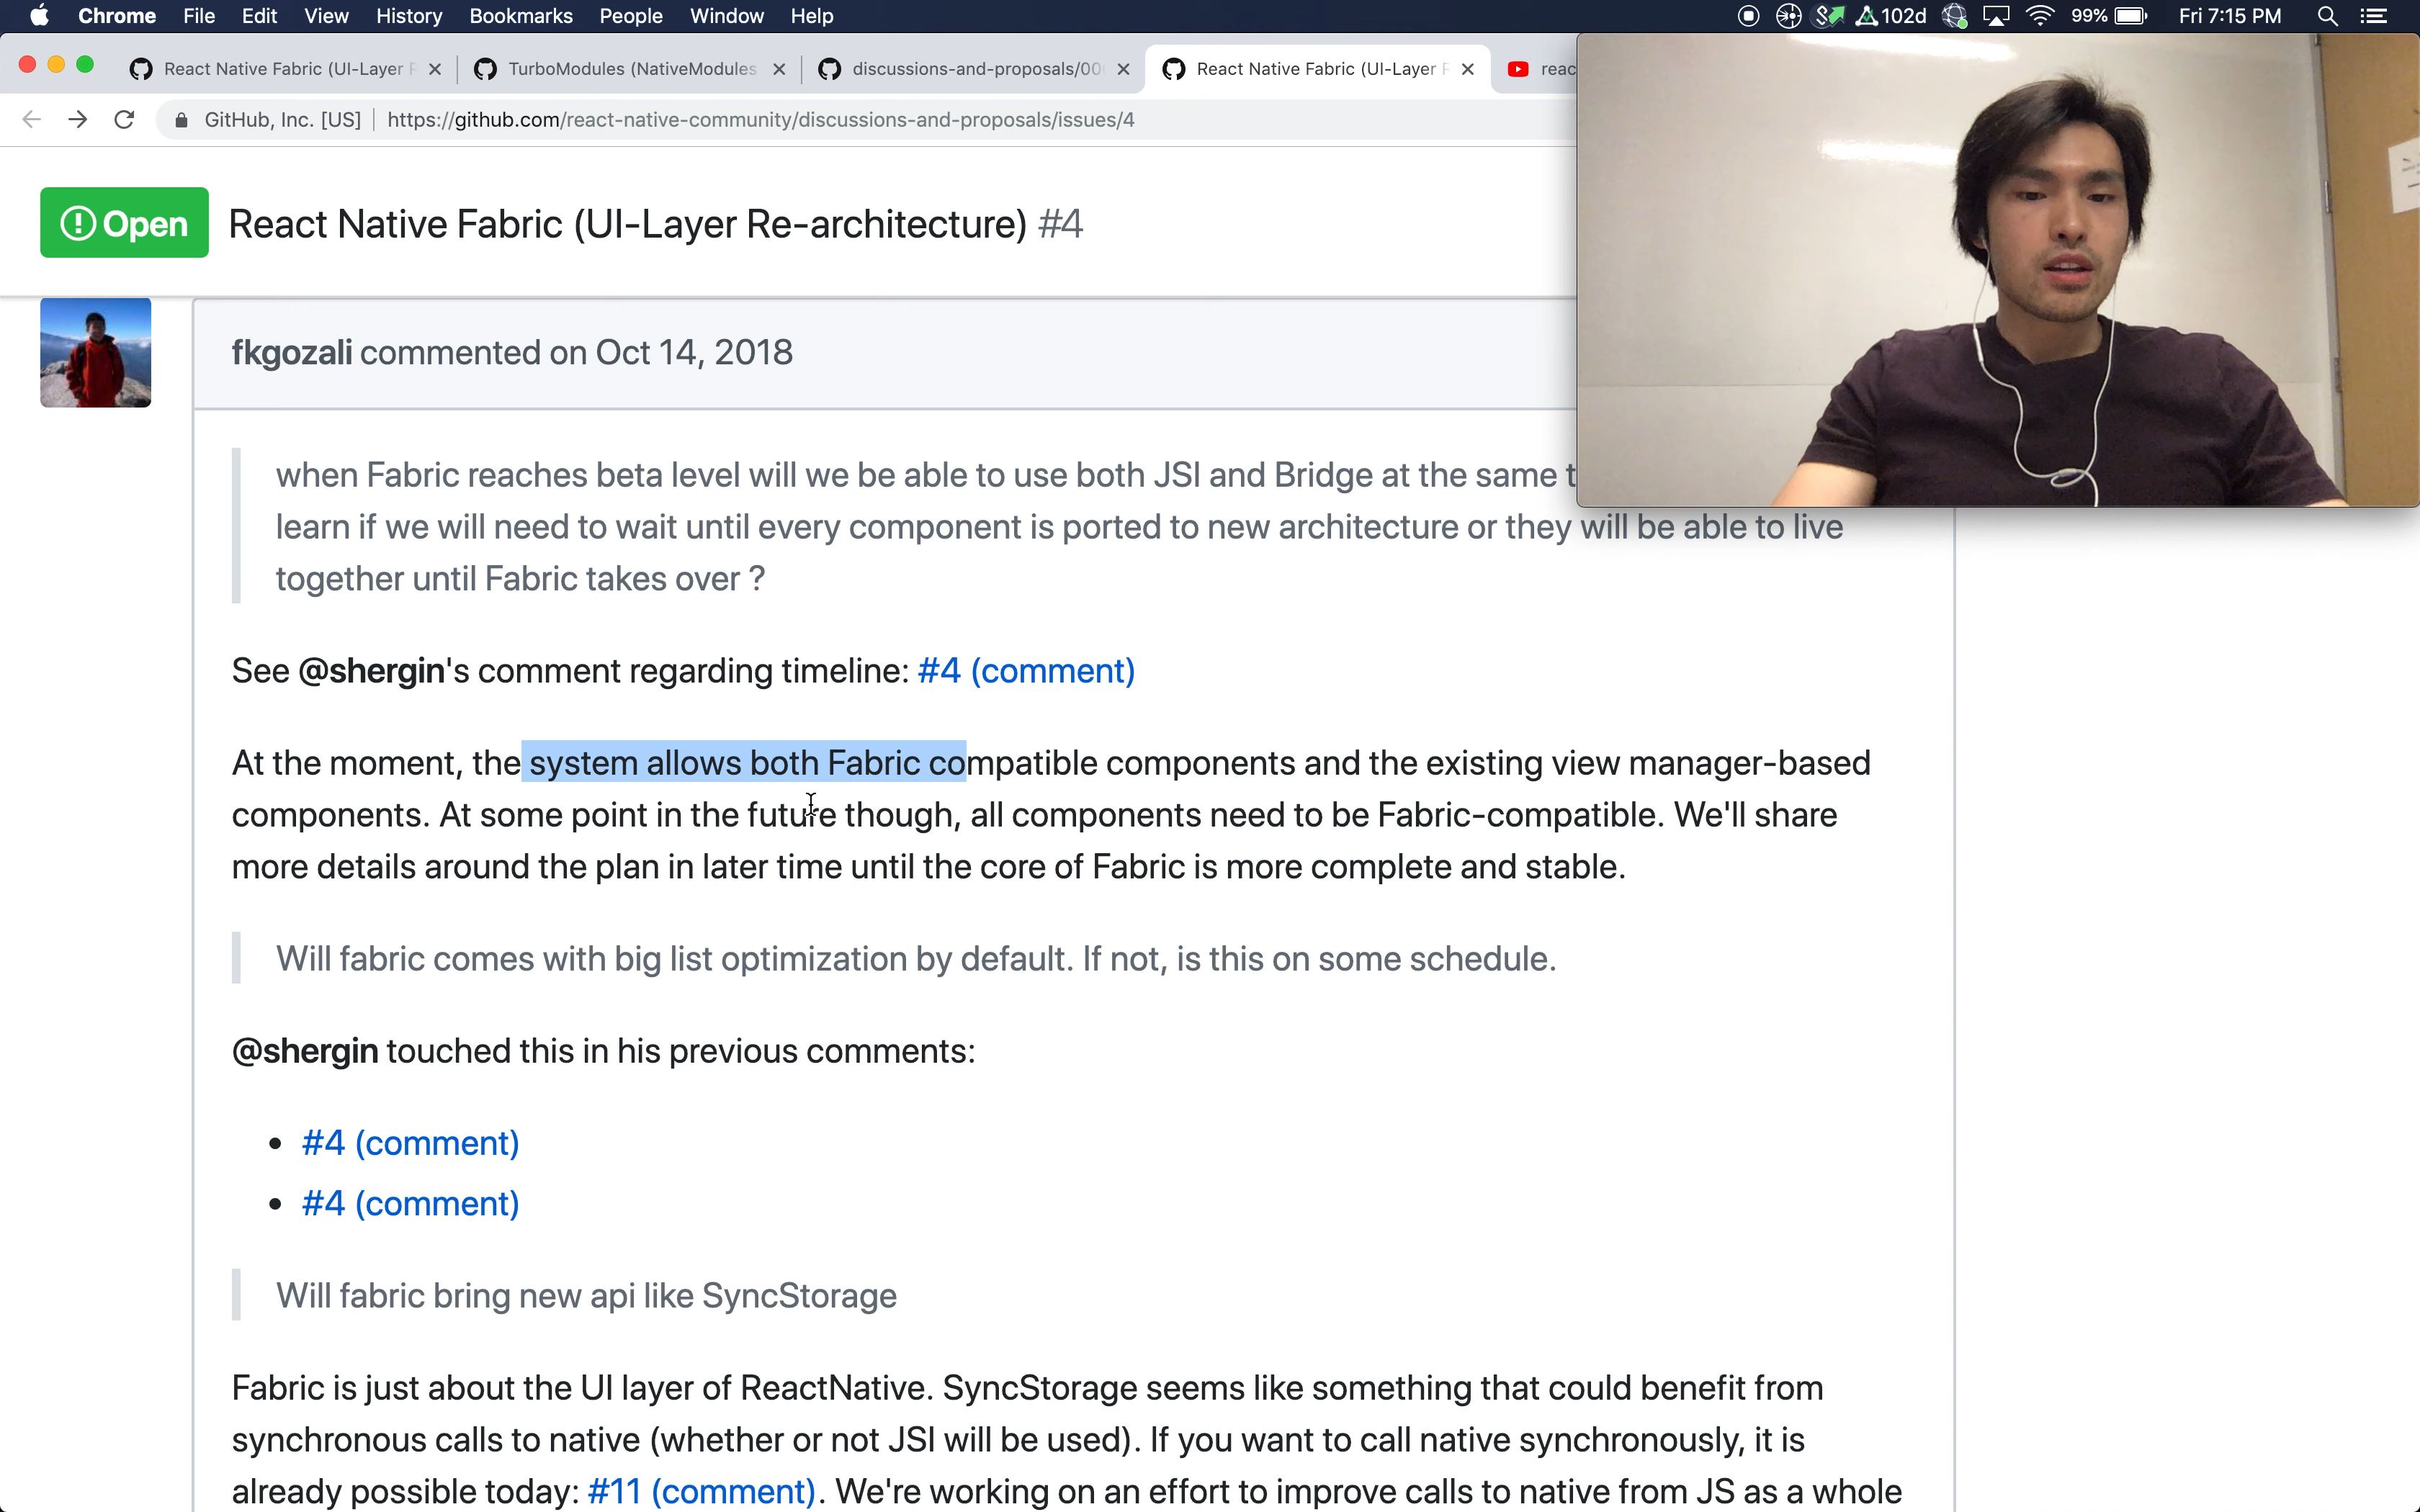 Chrome File Edit View History Bookmarks People Window Help 102d 99% Fri 7:15 PM
React Native Fabric (UI-Layer R TurboModules (NativeModules discussions-and-proposals/00 React Native Fabric (UI-Layer R reac
GitHub, Inc. [US] https://github.com/react-native-community/discussions-and-proposals/issues/4
Open React Native Fabric (UI-Layer Re-architecture) #4
fkgozali commented on Oct 14, 2018
when Fabric reaches beta level will we be able to use both JSI and Bridge at the same t
learn if we will need to wait until every component is ported to new architecture or they will be able to live
together until Fabric takes over ?
See @shergin's comment regarding timeline: #4 (comment)
At the moment, the system allows both Fabric compatible components and the existing view manager-based
components. At some point in the future though, all components need to be Fabric-compatible. We'll share
more details around the plan in later time until the core of Fabric is more complete and stable.
Will fabric comes with big list optimization by default. If not, is this on some schedule.
@shergin touched this in his previous comments:
• #4 (comment)
• #4 (comment)
Will fabric bring new api like SyncStorage
Fabric is just about the UI layer of ReactNative. SyncStorage seems like something that could benefit from
synchronous calls to native (whether or not JSI will be used). If you want to call native synchronously, it is
already possible today: #11 (comment). We're working on an effort to improve calls to native from JS as a whole